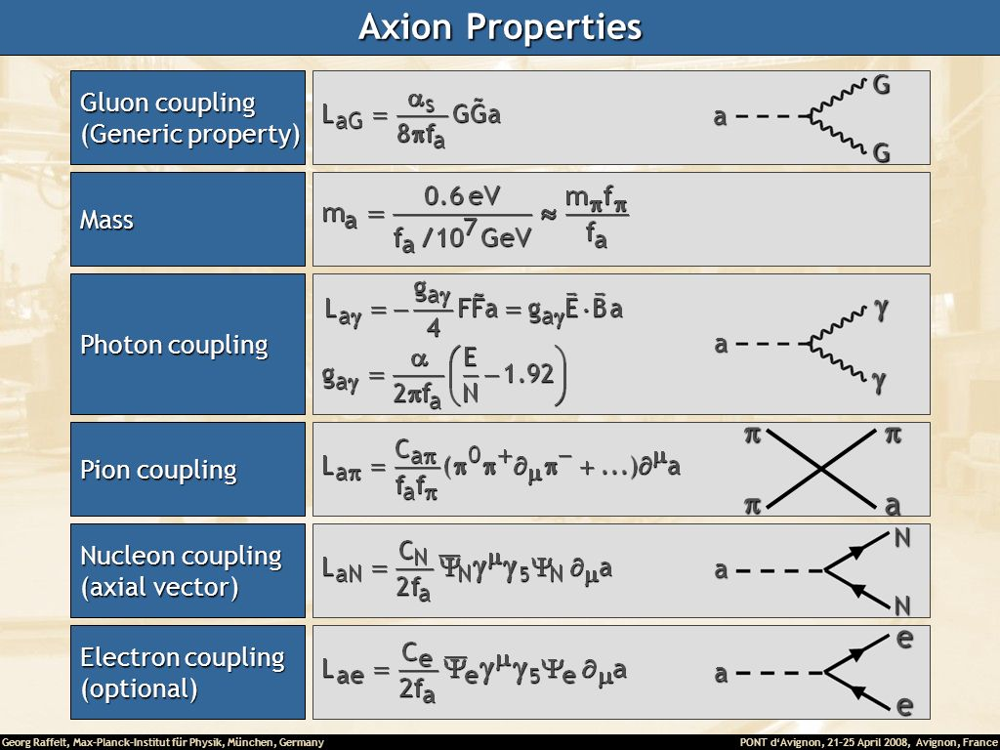 Axion Properties
Gluon coupling
(Generic property)
L_aG = α_S / 8πf_a GG̃a
a
G
G
Mass
m_a = 0.6 eV / (f_a /10^7 GeV) ≈ m_π f_π / f_a
Photon coupling
L_aγ = − g_aγ / 4 FF̃a = g_aγ E̅ · B̅ a
g_aγ = α / 2πf_a (E/N − 1.92)
a
γ
γ
Pion coupling
L_aπ = C_aπ / f_a f_π (π^0 π^+ ∂_μ π^− + ...)∂^μ a
π
π
π
a
Nucleon coupling
(axial vector)
L_aN = C_N / 2f_a Ψ̅_N γ^μ γ_5 Ψ_N ∂_μ a
a
N
N
Electron coupling
(optional)
L_ae = C_e / 2f_a Ψ̅_e γ^μ γ_5 Ψ_e ∂_μ a
a
e
e
Georg Raffelt, Max-Planck-Institut für Physik, München, Germany
PONT d'Avignon, 21-25 April 2008, Avignon, France